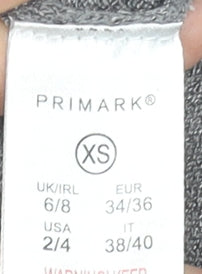 PRIMARK®
XS
UK/IRL EUR
6/8 34/36
USA IT
2/4 38/40